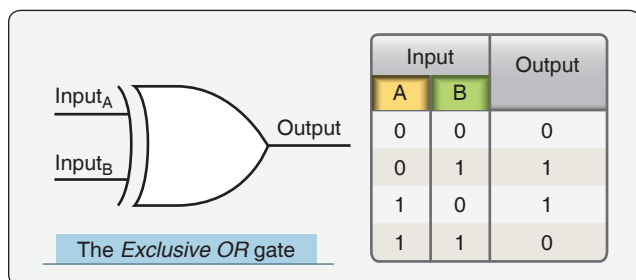 Input_A
Input_B
Output
The Exclusive OR gate
Input Output
A B
0 0 0
0 1 1
1 0 1
1 1 0